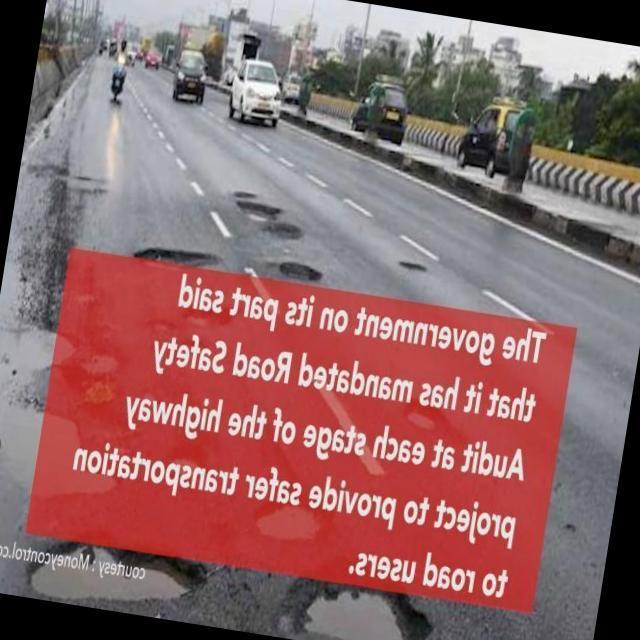 The government on its part said
that it has mandated Road Safety
Audit at each stage of the highway
project to provide safer transportation
to road users.
courtesy : Moneycontrol.co